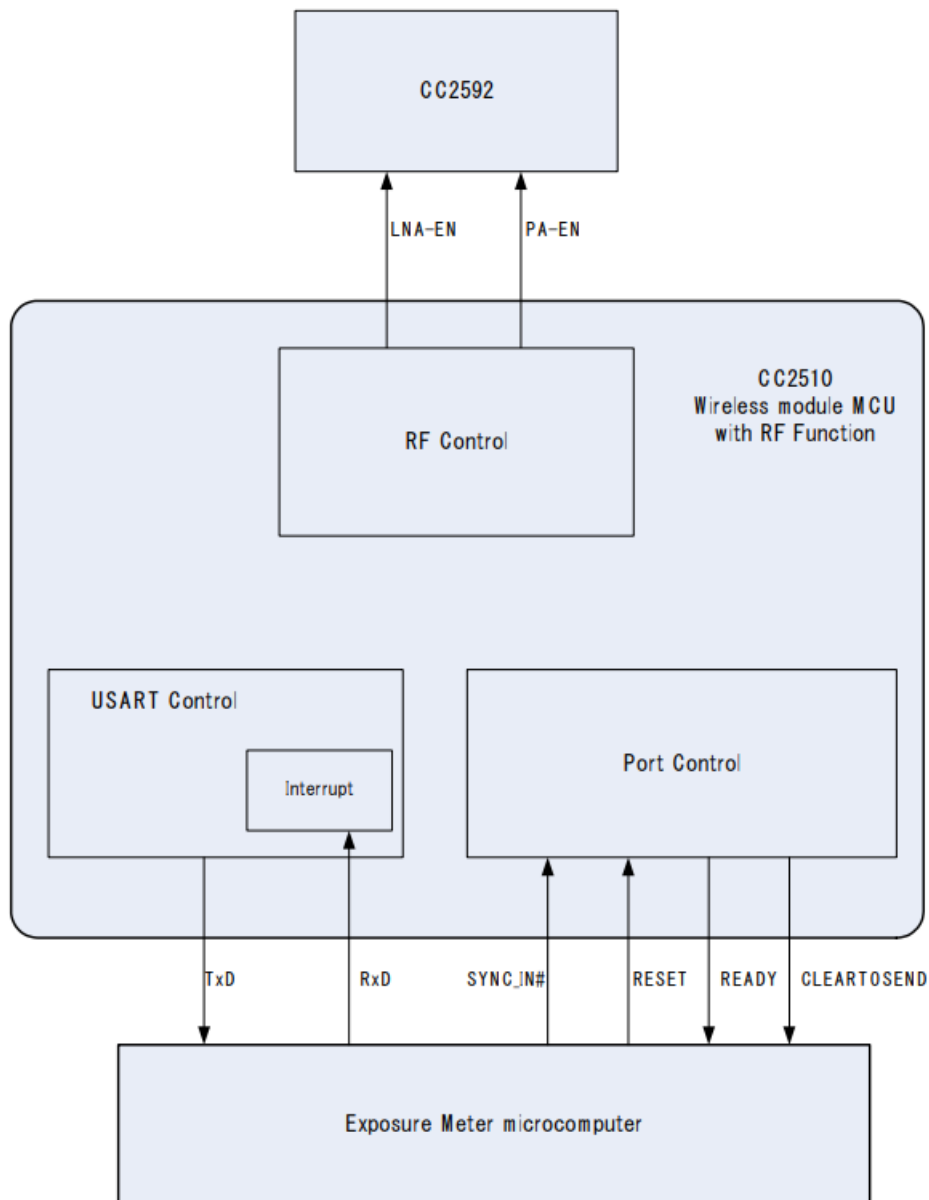 CC2592
LNA-EN
PA-EN
CC2510
Wireless module MCU
with RF Function
RF Control
USART Control
Interrupt
Port Control
TxD
RxD
SYNC_IN#
RESET
READY
CLEARTOSEND
Exposure Meter microcomputer